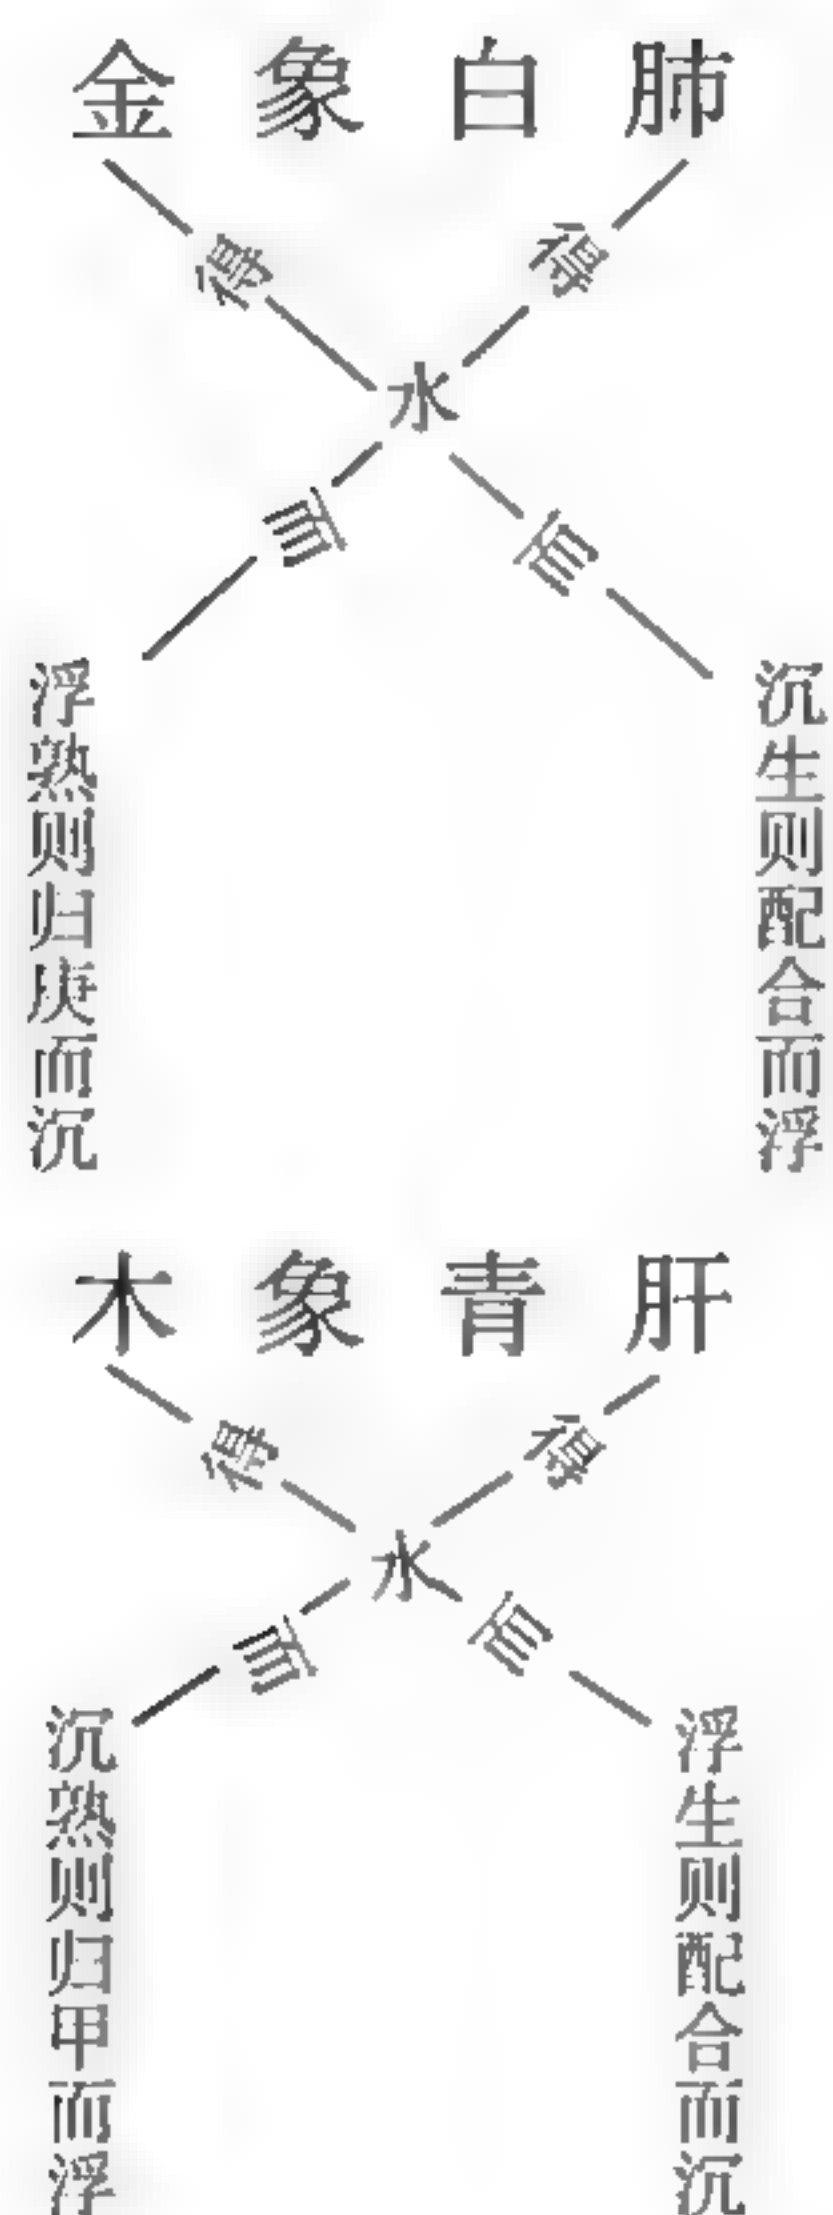 金象白肺
得 得
水
而 而
浮熟则归庚而沉
沉生则配合而浮
木象青肝
得 得
水
而 而
沉熟则归甲而浮
浮生则配合而沉